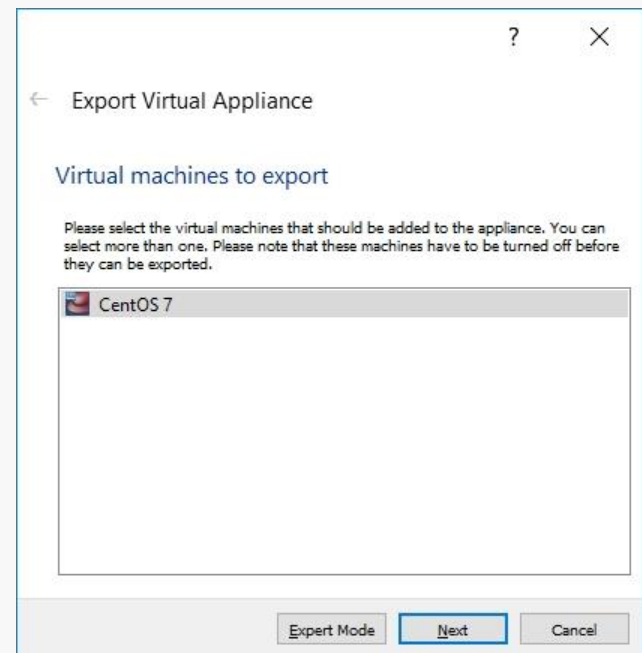 ?
Export Virtual Appliance
Virtual machines to export
Please select the virtual machines that should be added to the appliance. You can
select more than one. Please note that these machines have to be turned off before
they can be exported.
CentOS 7
Expert Mode Next Cancel